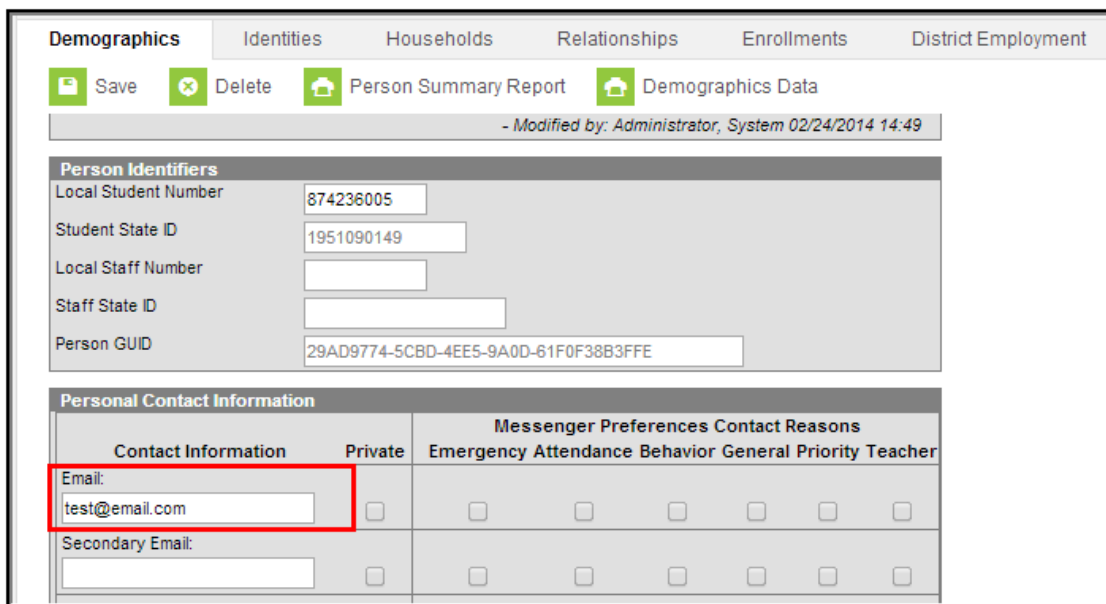 Demographics Identities Households Relationships Enrollments District Employment
Save Delete Person Summary Report Demographics Data
- Modified by: Administrator, System 02/24/2014 14:49
Person Identifiers
Local Student Number 874236005
Student State ID 1951090149
Local Staff Number
Staff State ID
Person GUID 29AD9774-5CBD-4EE5-9A0D-61F0F38B3FFE
Personal Contact Information
Messenger Preferences Contact Reasons
Contact Information Private Emergency Attendance Behavior General Priority Teacher
Email:
test@email.com
Secondary Email: